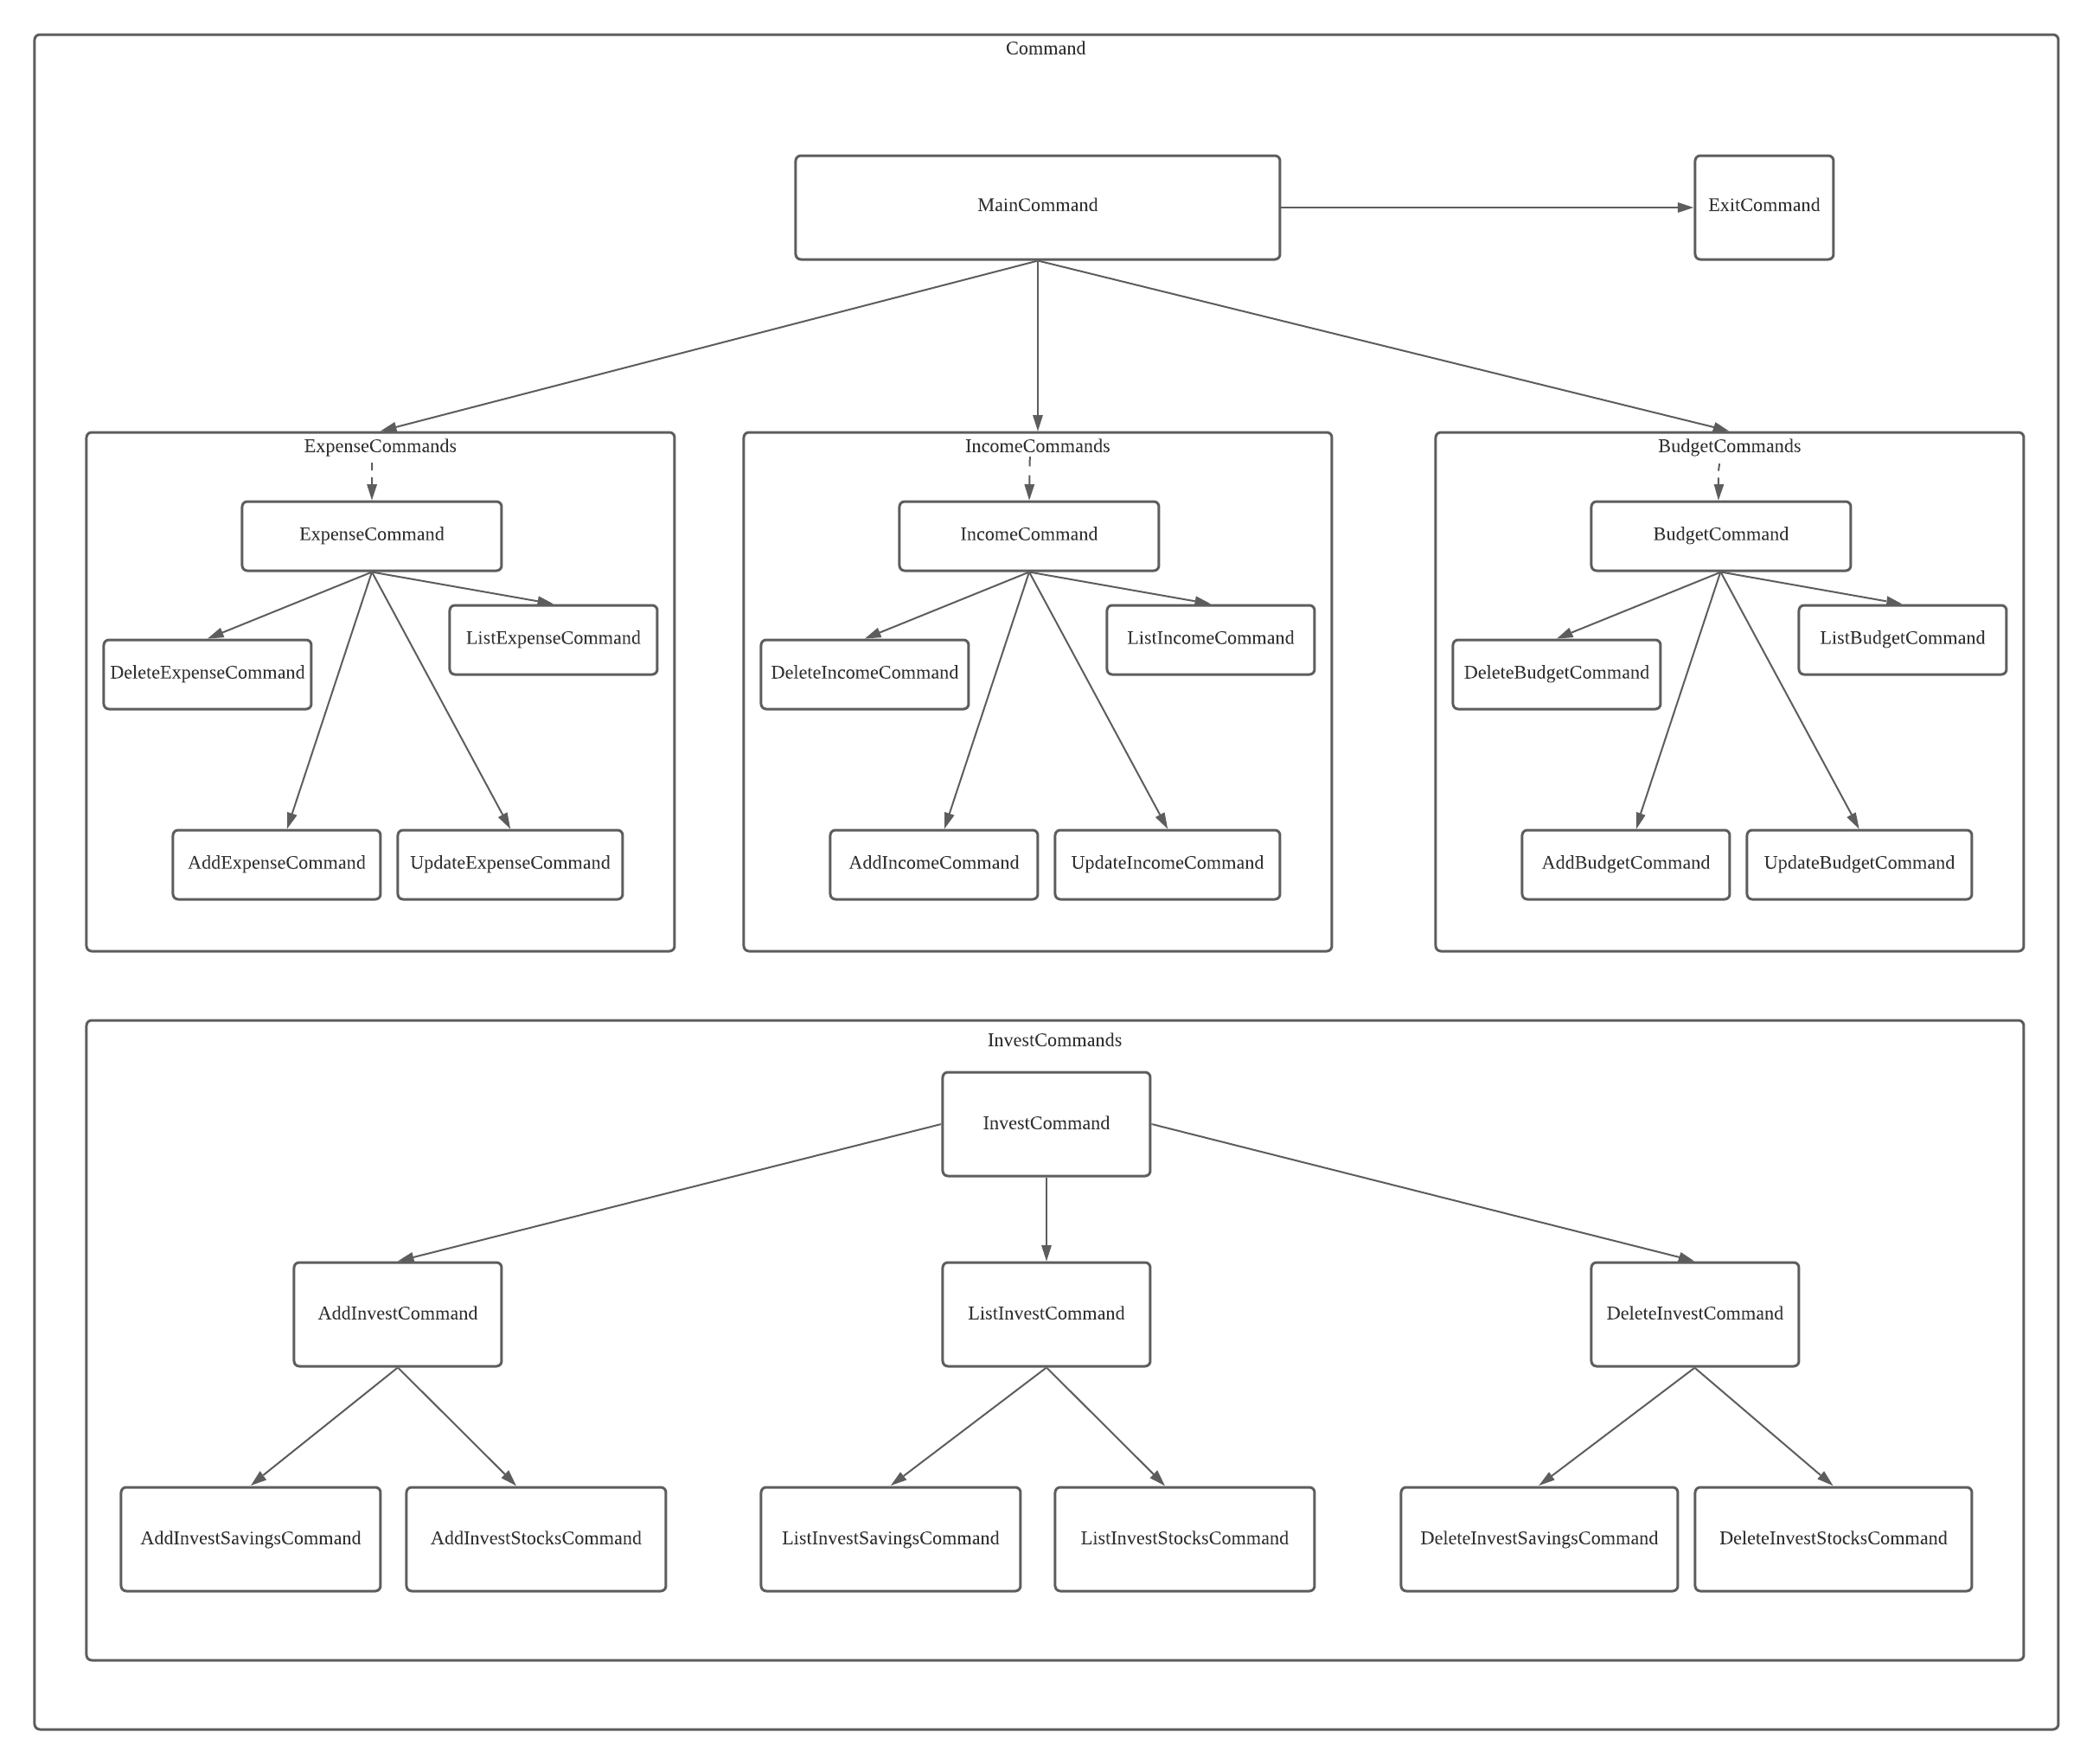 Command
MainCommand
ExitCommand
ExpenseCommands
ExpenseCommand
ListExpenseCommand
DeleteExpenseCommand
AddExpenseCommand
UpdateExpenseCommand
IncomeCommands
IncomeCommand
ListIncomeCommand
DeleteIncomeCommand
AddIncomeCommand
UpdateIncomeCommand
BudgetCommands
BudgetCommand
ListBudgetCommand
DeleteBudgetCommand
AddBudgetCommand
UpdateBudgetCommand
InvestCommands
InvestCommand
AddInvestCommand
ListInvestCommand
DeleteInvestCommand
AddInvestSavingsCommand
AddInvestStocksCommand
ListInvestSavingsCommand
ListInvestStocksCommand
DeleteInvestSavingsCommand
DeleteInvestStocksCommand